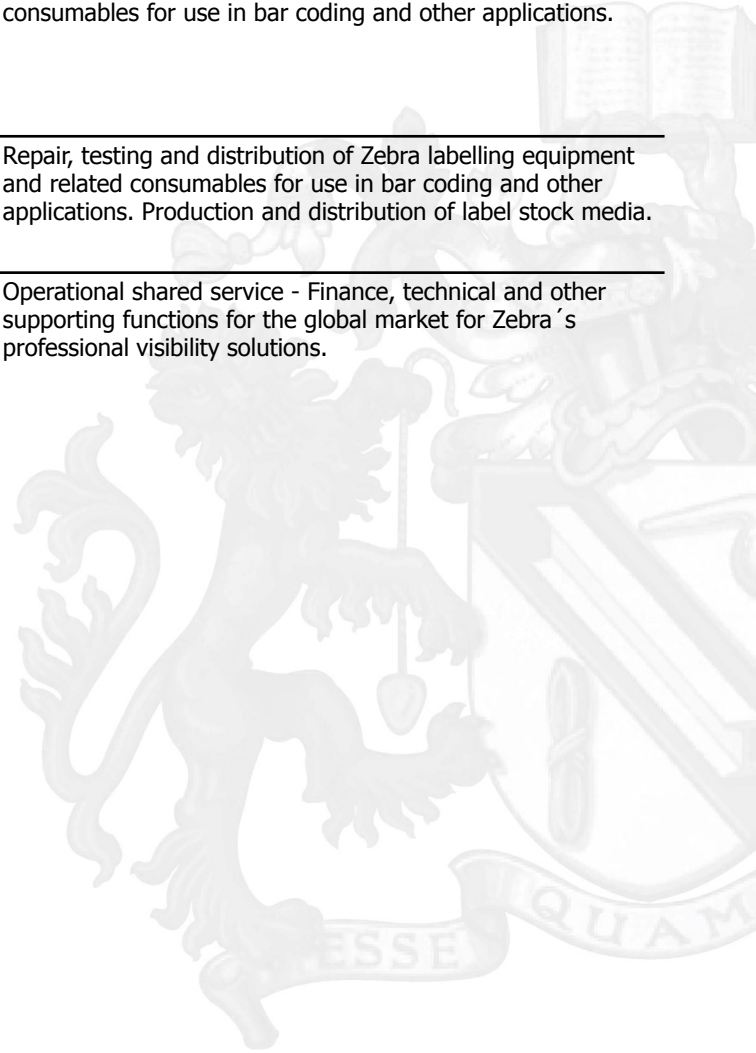 consumables for use in bar coding and other applications.
Repair, testing and distribution of Zebra labelling equipment
and related consumables for use in bar coding and other
applications. Production and distribution of label stock media.
Operational shared service - Finance, technical and other
supporting functions for the global market for Zebra´s
professional visibility solutions.
ESSE QUAM